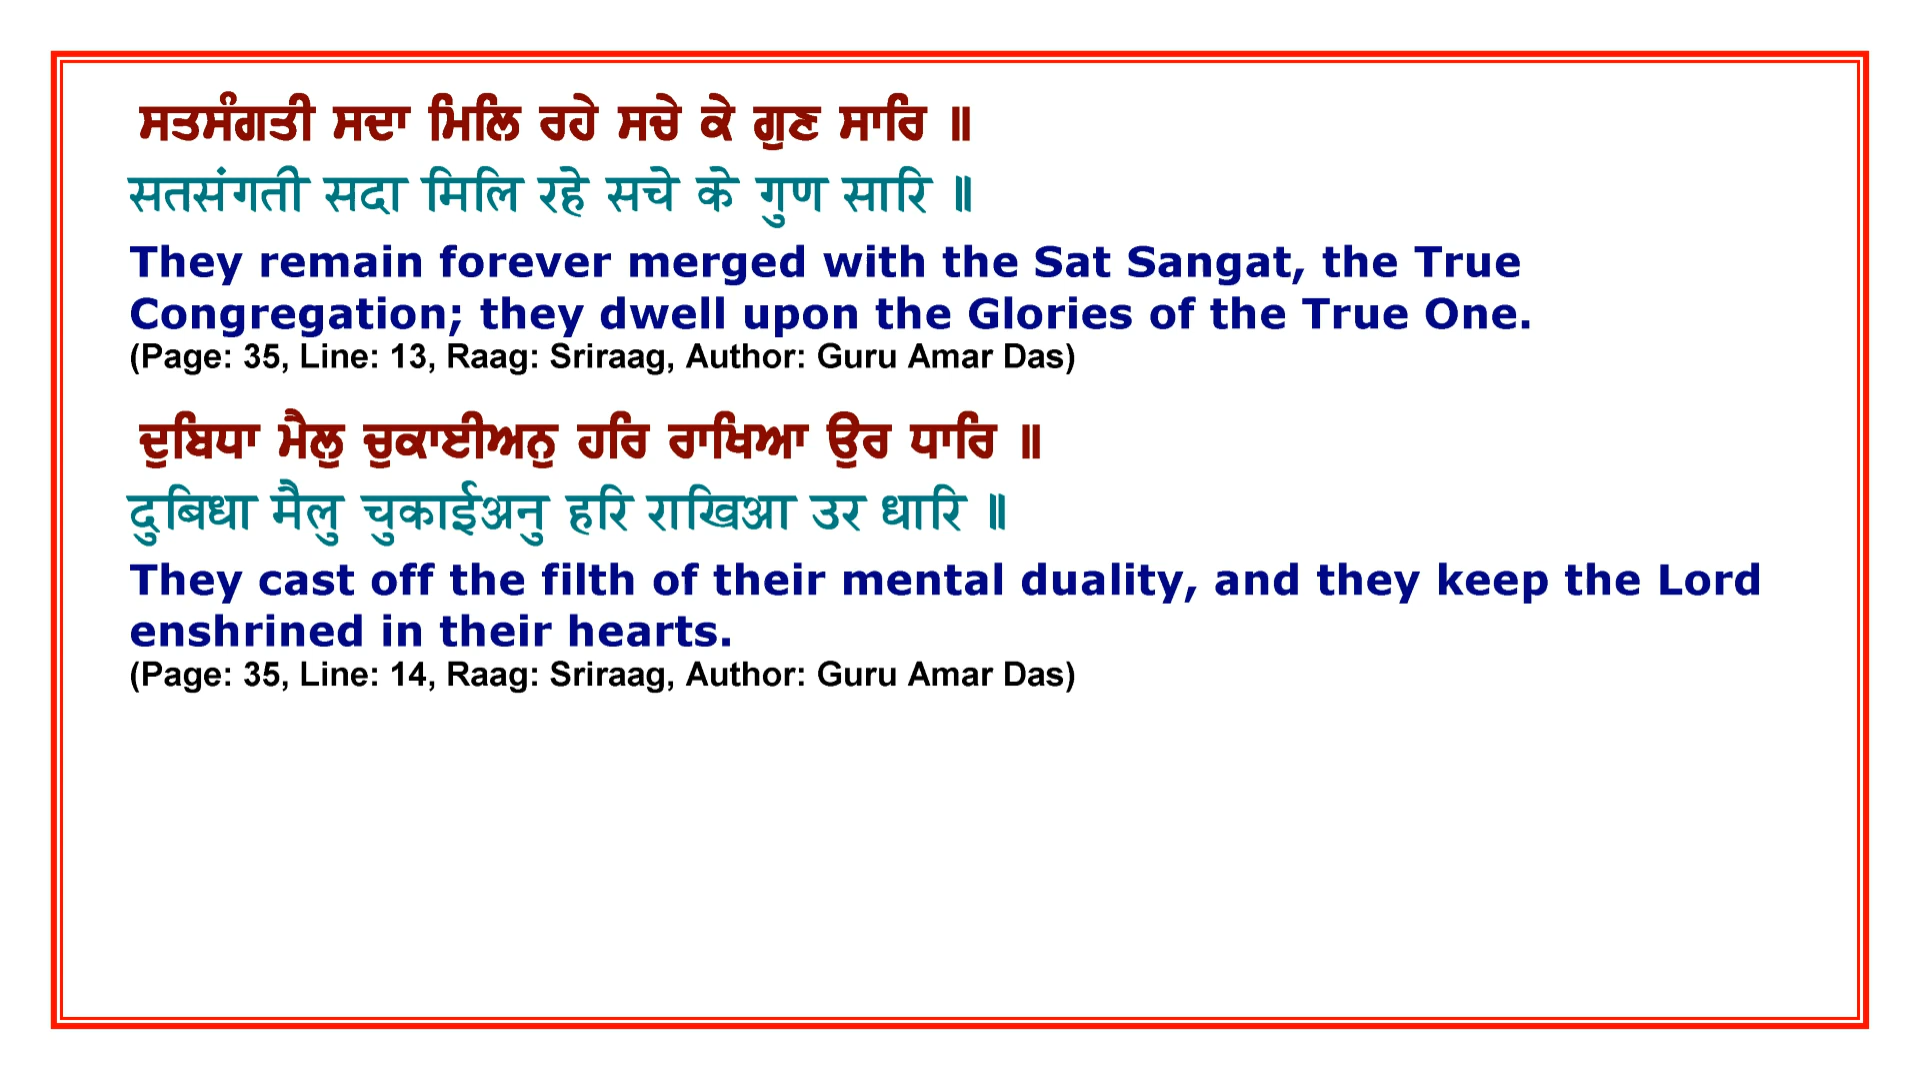 ਸਤਸੰਗਤੀ ਸਦਾ ਮਿਲਿ ਰਹੇ ਸਚੇ ਕੇ ਗੁਣ ਸਾਰਿ ॥
सतसंगती सदा मिलि रहे सचे के गुण सारि ॥
They remain forever merged with the Sat Sangat, the True
Congregation; they dwell upon the Glories of the True One.
(Page: 35, Line: 13, Raag: Sriraag, Author: Guru Amar Das)
ਦੁਬਿਧਾ ਮੈਲੁ ਚੁਕਾਈਅਨੁ ਹਰਿ ਰਾਖਿਆ ਉਰ ਧਾਰਿ ॥
दुबिधा मैलु चुकाईअनु हरि राखिआ उर धारि ॥
They cast off the filth of their mental duality, and they keep the Lord
enshrined in their hearts.
(Page: 35, Line: 14, Raag: Sriraag, Author: Guru Amar Das)